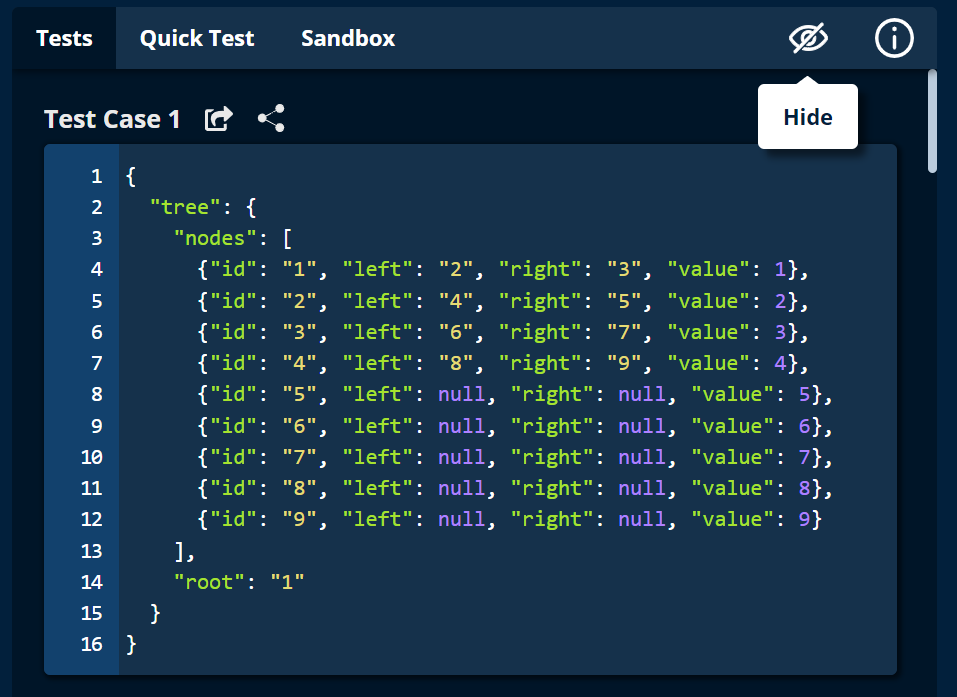 Tests Quick Test Sandbox
Hide
Test Case 1
1 {
2   "tree": {
3     "nodes": [
4       {"id": "1", "left": "2", "right": "3", "value": 1},
5       {"id": "2", "left": "4", "right": "5", "value": 2},
6       {"id": "3", "left": "6", "right": "7", "value": 3},
7       {"id": "4", "left": "8", "right": "9", "value": 4},
8       {"id": "5", "left": null, "right": null, "value": 5},
9       {"id": "6", "left": null, "right": null, "value": 6},
10       {"id": "7", "left": null, "right": null, "value": 7},
11       {"id": "8", "left": null, "right": null, "value": 8},
12       {"id": "9", "left": null, "right": null, "value": 9}
13     ],
14     "root": "1"
15   }
16 }